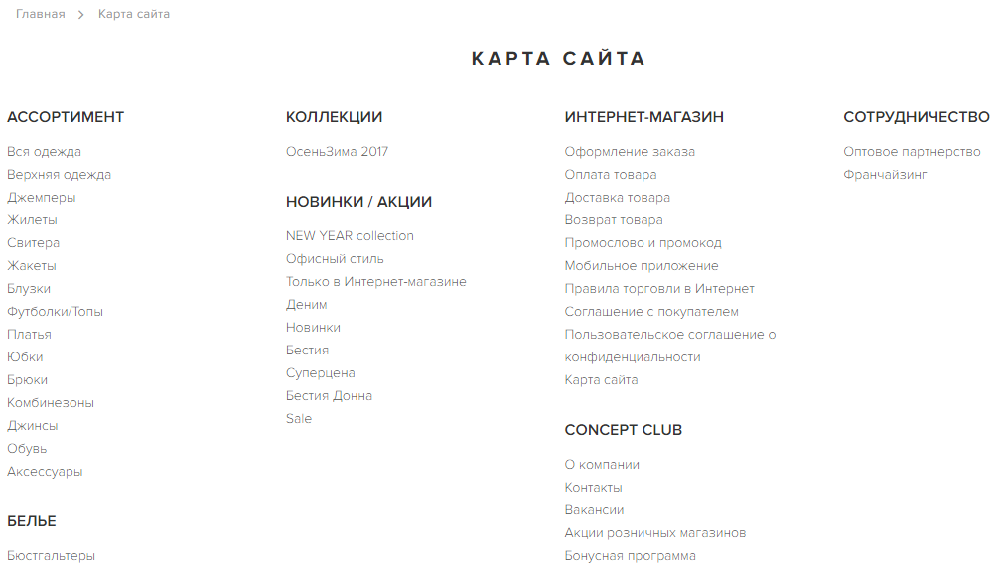 Главная > Карта сайта
КАРТА САЙТА
АССОРТИМЕНТ
Вся одежда
Верхняя одежда
Джемперы
Жилеты
Свитера
Жакеты
Блузки
Футболки/Топы
Платья
Юбки
Брюки
Комбинезоны
Джинсы
Обувь
Аксессуары
БЕЛЬЕ
Бюстгальтеры
КОЛЛЕКЦИИ
ОсеньЗима 2017
НОВИНКИ / АКЦИИ
NEW YEAR collection
Офисный стиль
Только в Интернет-магазине
Деним
Новинки
Бестия
Суперцена
Бестия Донна
Sale
ИНТЕРНЕТ-МАГАЗИН
Оформление заказа
Оплата товара
Доставка товара
Возврат товара
Промослово и промокод
Мобильное приложение
Правила торговли в Интернет
Соглашение с покупателем
Пользовательское соглашение о
конфиденциальности
Карта сайта
CONCEPT CLUB
О компании
Контакты
Вакансии
Акции розничных магазинов
Бонусная программа
СОТРУДНИЧЕСТВО
Оптовое партнерство
Франчайзинг